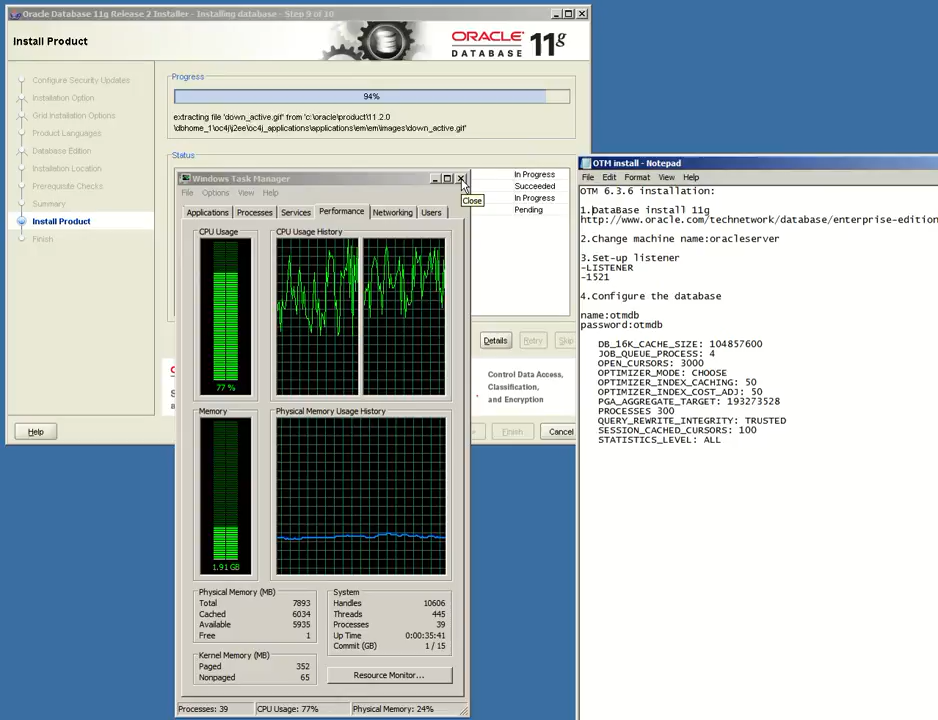 Oracle Database 11g Release 2 Installer - Installing database - Step 9 of 10
Install Product
ORACLE
DATABASE
11g
Configure Security Updates
Installation Option
Grid Installation Options
Product Languages
Database Edition
Installation Location
Prerequisite Checks
Summary
Install Product
Finish
Progress
94%
extracting file 'down_active.gif' from 'c:\oracle\product\11.2.0
\dbhome_1\oc4j\j2ee\oc4j_applications\applications\em\em\images\down_active.gif'
Status
In Progress
Succeeded
In Progress
Pending
Details
Retry
Skip
Control Data Access,
Classification,
and Encryption
Help
Finish
Cancel
Windows Task Manager
File Options View Help
Close
Applications Processes Services Performance Networking Users
CPU Usage
CPU Usage History
77 %
Memory
Physical Memory Usage History
1.91 GB
Physical Memory (MB)
Total 7893
Cached 6034
Available 5935
Free 1
Kernel Memory (MB)
Paged 352
Nonpaged 65
System
Handles 10606
Threads 445
Processes 39
Up Time 0:00:35:41
Commit (GB) 1 / 15
Resource Monitor...
Processes: 39 CPU Usage: 77% Physical Memory: 24%
OTM install - Notepad
File Edit Format View Help
OTM 6.3.6 installation:
1.DataBase install 11g
http://www.oracle.com/technetwork/database/enterprise-edition
2.Change machine name:oracleserver
3.Set-up listener
-LISTENER
-1521
4.Configure the database
name:otmdb
password:otmdb
DB_16K_CACHE_SIZE: 104857600
JOB_QUEUE_PROCESS: 4
OPEN_CURSORS: 3000
OPTIMIZER_MODE: CHOOSE
OPTIMIZER_INDEX_CACHING: 50
OPTIMIZER_INDEX_COST_ADJ: 50
PGA_AGGREGATE_TARGET: 193273528
PROCESSES 300
QUERY_REWRITE_INTEGRITY: TRUSTED
SESSION_CACHED_CURSORS: 100
STATISTICS_LEVEL: ALL